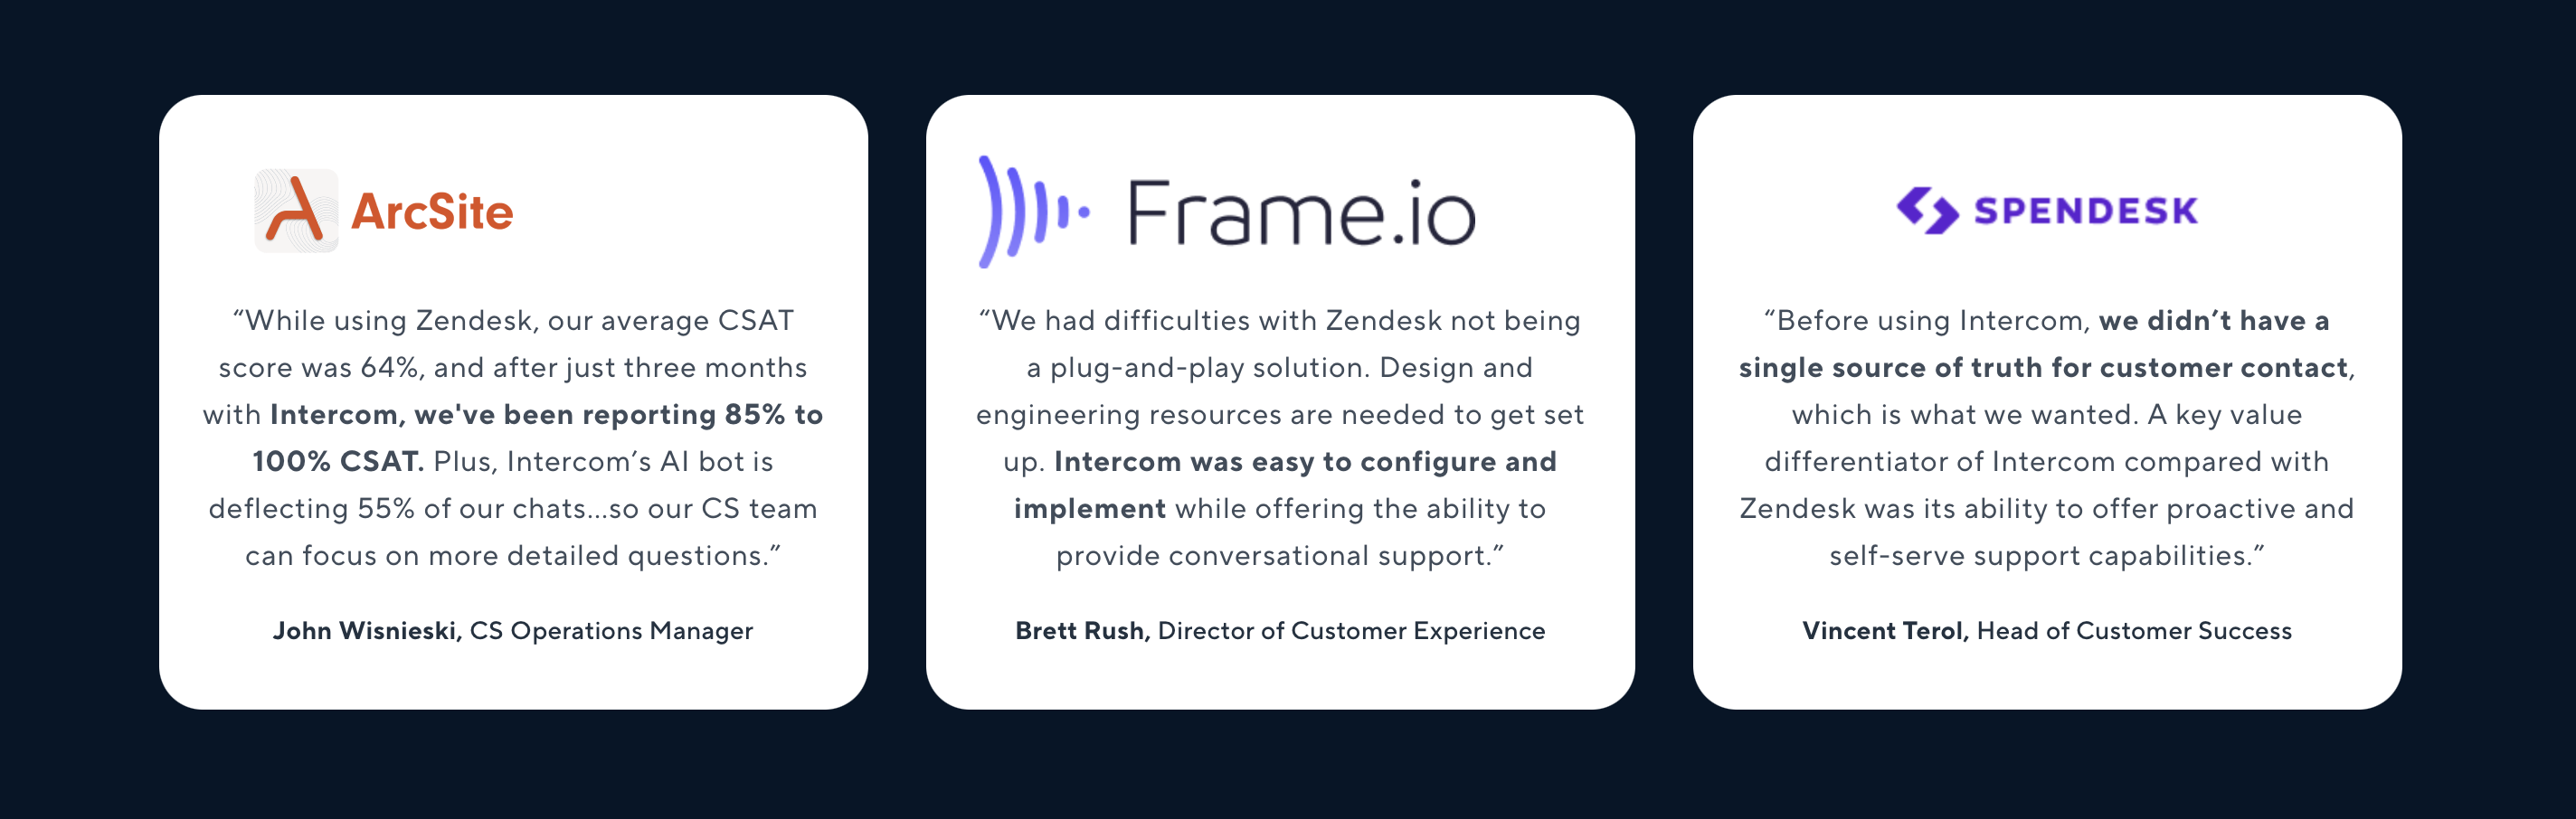 ArcSite
“While using Zendesk, our average CSAT
score was 64%, and after just three months
with Intercom, we've been reporting 85% to
100% CSAT. Plus, Intercom’s AI bot is
deflecting 55% of our chats...so our CS team
can focus on more detailed questions.”
John Wisnieski, CS Operations Manager
Frame.io
“We had difficulties with Zendesk not being
a plug-and-play solution. Design and
engineering resources are needed to get set
up. Intercom was easy to configure and
implement while offering the ability to
provide conversational support.”
Brett Rush, Director of Customer Experience
SPENDESK
“Before using Intercom, we didn’t have a
single source of truth for customer contact,
which is what we wanted. A key value
differentiator of Intercom compared with
Zendesk was its ability to offer proactive and
self-serve support capabilities.”
Vincent Terol, Head of Customer Success